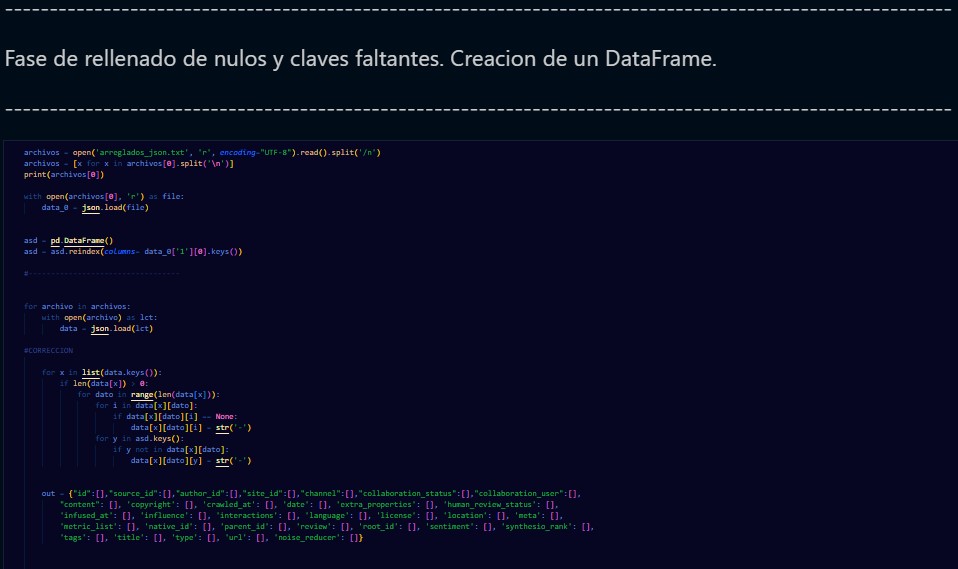 --------------------------------------------------------------------------------------------------------
Fase de rellenado de nulos y claves faltantes. Creacion de un DataFrame.
--------------------------------------------------------------------------------------------------------
archivos = open('arreglados_json.txt', 'r', encoding="UTF-8").read().split('/n')
archivos = [x for x in archivos[0].split('\n')]
print(archivos[0])
with open(archivos[0], 'r') as file:
    data_0 = json.load(file)
asd = pd.DataFrame()
asd = asd.reindex(columns= data_0['1'][0].keys())
#----------------------------------
for archivo in archivos:
    with open(archivo) as lct:
        data = json.load(lct)
#CORRECCION
    for x in list(data.keys()):
        if len(data[x]) > 0:
            for dato in range(len(data[x])):
                for i in data[x][dato]:
                    if data[x][dato][i] == None:
                        data[x][dato][i] = str('-')
                for y in asd.keys():
                    if y not in data[x][dato]:
                        data[x][dato][y] = str('-')
    out = {"id":[],"source_id":[],"author_id":[],"site_id":[],"channel":[],"collaboration_status":[],"collaboration_user":[],
        "content": [], 'copyright': [], 'crawled_at': [], 'date': [], 'extra_properties': [], 'human_review_status': [],
        'infused_at': [], 'influence': [], 'interactions': [], 'language': [], 'license': [], 'location': [], 'meta': [],
        'metric_list': [], 'native_id': [], 'parent_id': [], 'review': [], 'root_id': [], 'sentiment': [], 'synthesio_rank': [],
        'tags': [], 'title': [], 'type': [], 'url': [], 'noise_reducer': []}